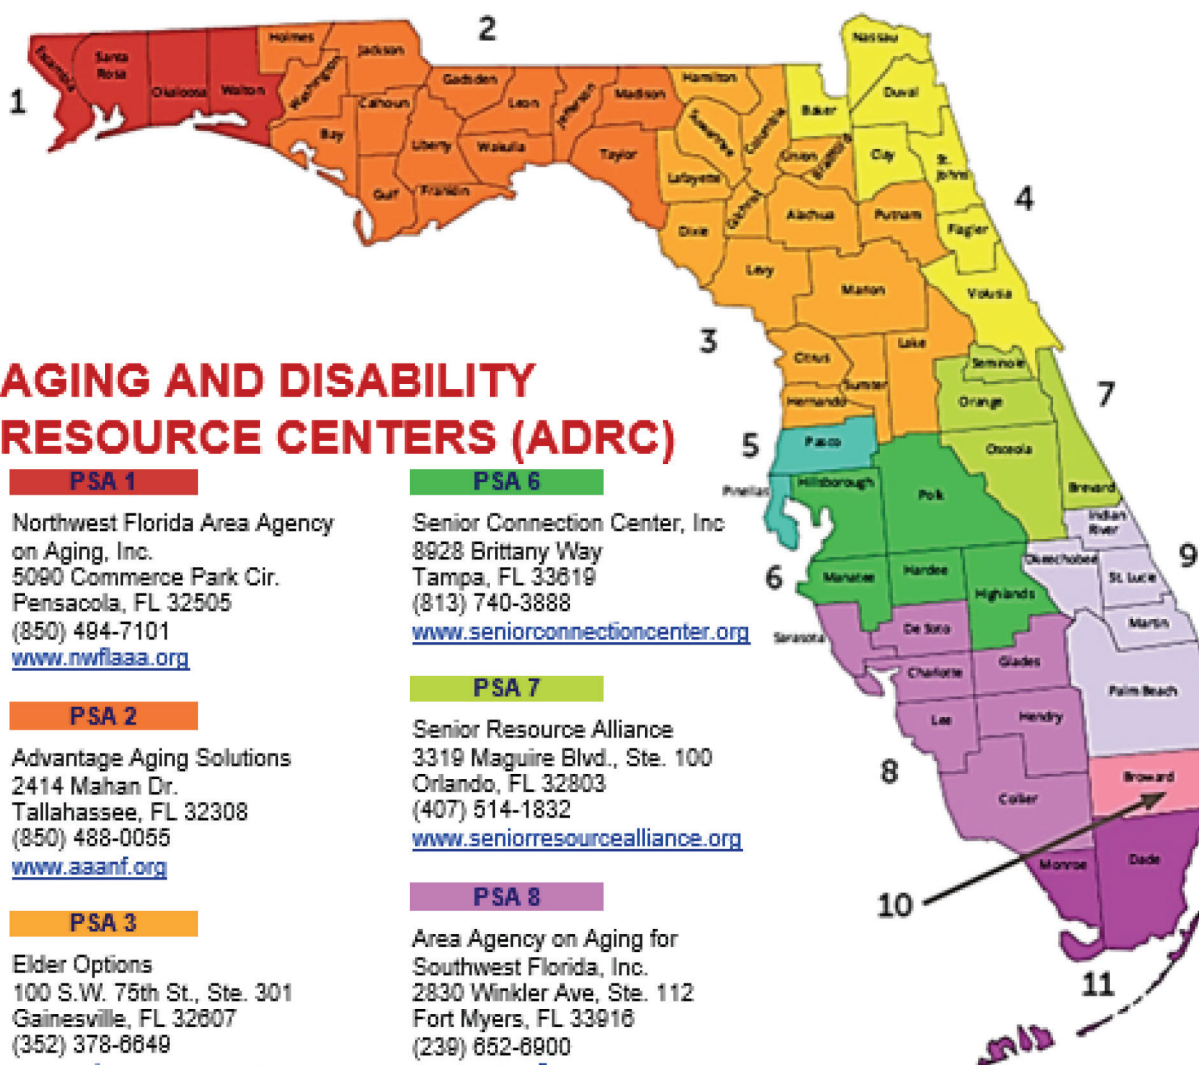 2
1
Escambia
Santa
Rosa
Okaloosa
Walton
Holmes
Washington
Jackson
Bay
Calhoun
Gulf
Liberty
Franklin
Gadsden
Leon
Wakulla
Jefferson
Madison
Taylor
Hamilton
Suwannee
Lafayette
Columbia
Dixie
Gilchrist
Baker
Union
Bradford
Alachua
Putnam
Levy
Marion
Citrus
Hernando
Sumter
Lake
3
Nassau
Duval
Clay
St.
Johns
Flagler
Volusia
4
Seminole
Orange
Osceola
Brevard
7
5
Pasco
Pinellas
Hillsborough
Polk
Manatee
Hardee
Highlands
6
Indian
River
Okeechobee
St. Lucie
Martin
Palm Beach
9
Sarasota
De Soto
Charlotte
Glades
Lee
Hendry
Collier
8
Broward
10
Monroe
Dade
11
AGING AND DISABILITY
RESOURCE CENTERS (ADRC)
PSA 1
Northwest Florida Area Agency
on Aging, Inc.
5090 Commerce Park Cir.
Pensacola, FL 32505
(850) 494-7101
www.nwflaaa.org
PSA 2
Advantage Aging Solutions
2414 Mahan Dr.
Tallahassee, FL 32308
(850) 488-0055
www.aaanf.org
PSA 3
Elder Options
100 S.W. 75th St., Ste. 301
Gainesville, FL 32607
(352) 378-6649
PSA 6
Senior Connection Center, Inc
8928 Brittany Way
Tampa, FL 33619
(813) 740-3888
www.seniorconnectioncenter.org
PSA 7
Senior Resource Alliance
3319 Maguire Blvd., Ste. 100
Orlando, FL 32803
(407) 514-1832
www.seniorresourcealliance.org
PSA 8
Area Agency on Aging for
Southwest Florida, Inc.
2830 Winkler Ave, Ste. 112
Fort Myers, FL 33916
(239) 652-6900